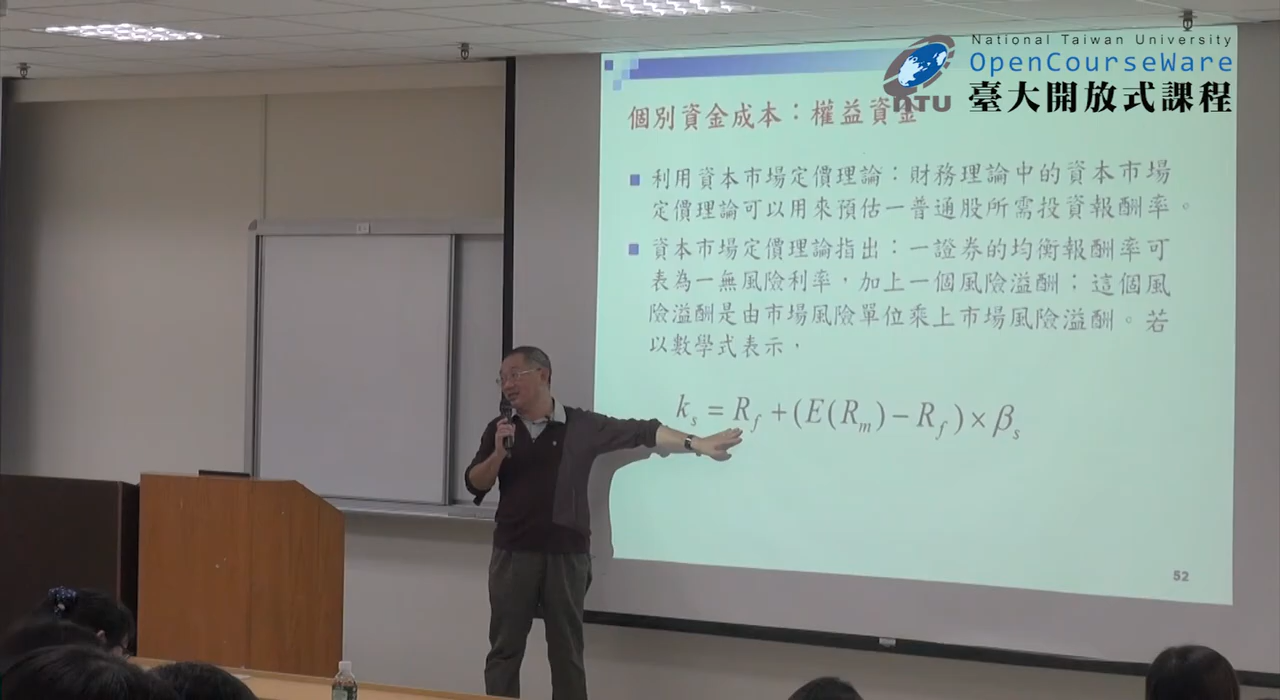 National Taiwan University
OpenCourseWare
NTU
臺大開放式課程
個別資金成本：權益資金
利用資本市場定價理論：財務理論中的資本市場
定價理論可以用來預估一普通股所需投資報酬率。
資本市場定價理論指出：一證券的均衡報酬率可
表為一無風險利率，加上一個風險溢酬；這個風
險溢酬是由市場風險單位乘上市場風險溢酬。若
以數學式表示，
k_s = R_f + (E(R_m) − R_f) × β_s
52